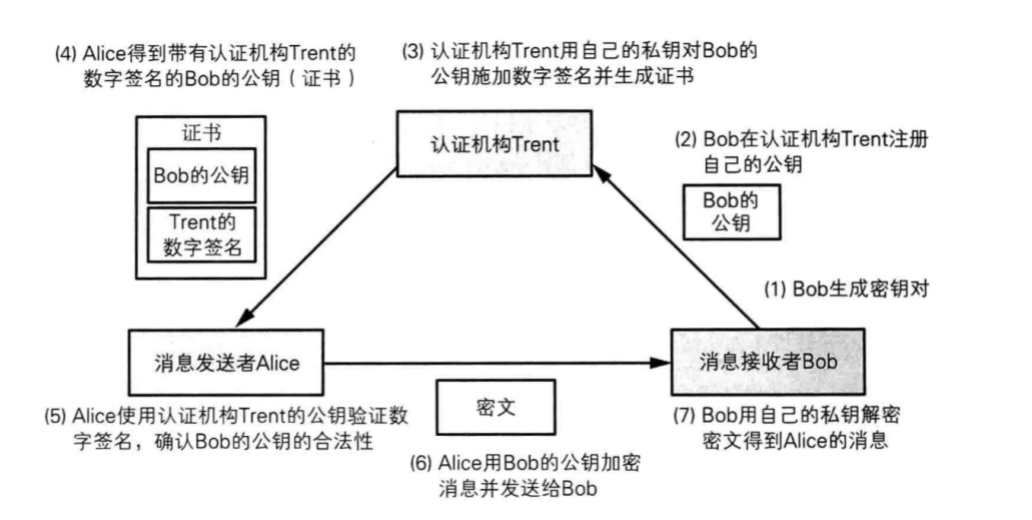 (4) Alice得到带有认证机构Trent的
数字签名的Bob的公钥（证书）
(3) 认证机构Trent用自己的私钥对Bob的
公钥施加数字签名并生成证书
证书
Bob的公钥
Trent的
数字签名
认证机构Trent
(2) Bob在认证机构Trent注册
自己的公钥
Bob的
公钥
(1) Bob生成密钥对
消息发送者Alice
消息接收者Bob
(5) Alice使用认证机构Trent的公钥验证数
字签名，确认Bob的公钥的合法性
密文
(6) Alice用Bob的公钥加密
消息并发送给Bob
(7) Bob用自己的私钥解密
密文得到Alice的消息